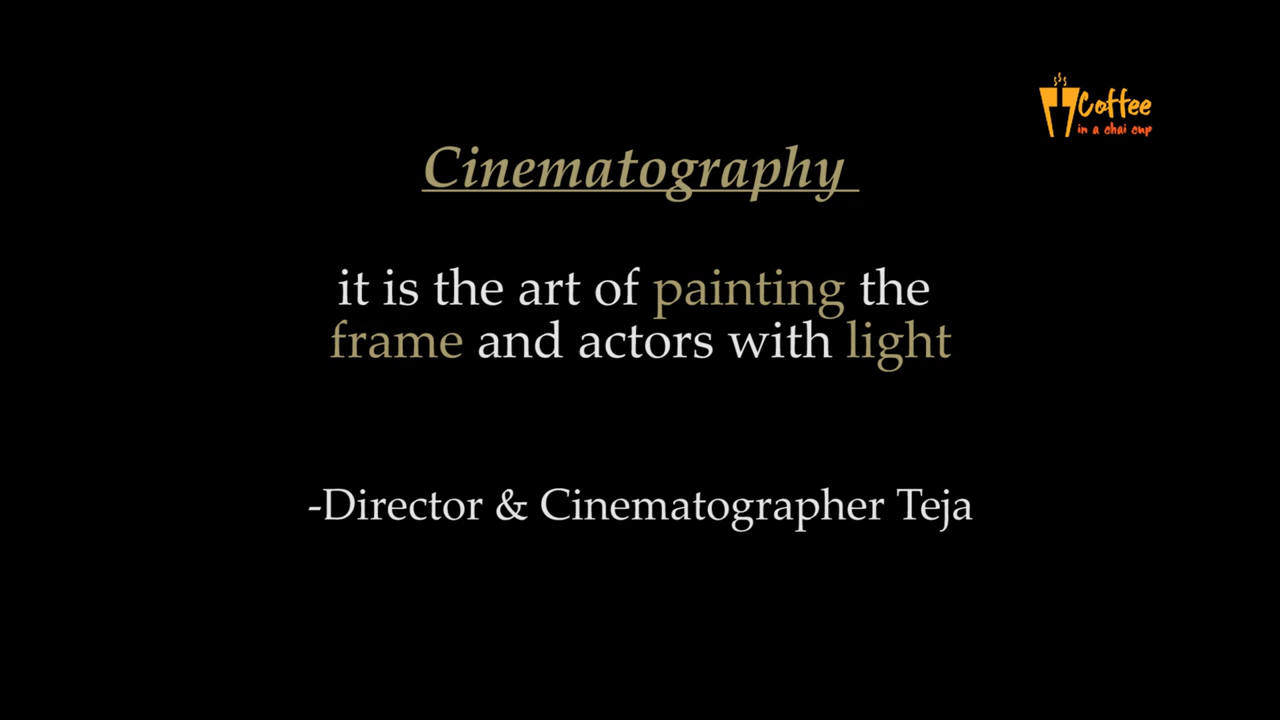 Coffee
in a chai cup
Cinematography
it is the art of painting the
frame and actors with light
-Director & Cinematographer Teja